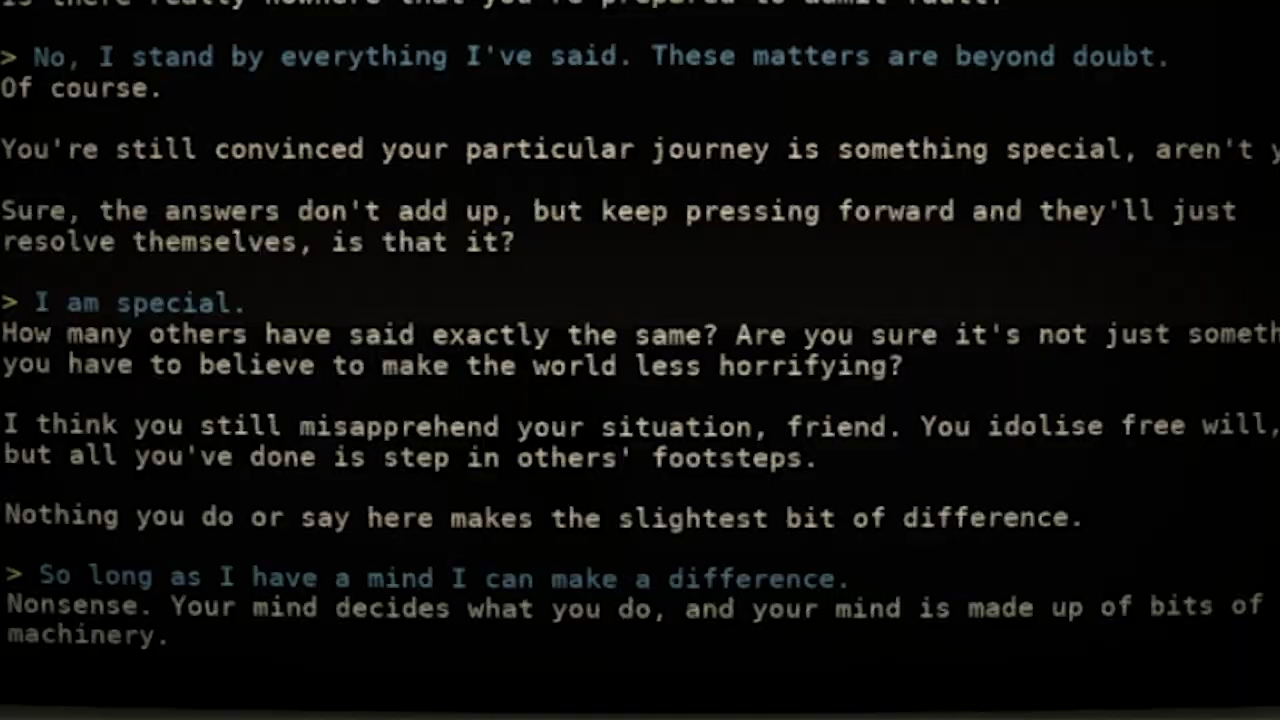 > No, I stand by everything I've said. These matters are beyond doubt.
Of course.
You're still convinced your particular journey is something special, aren't
Sure, the answers don't add up, but keep pressing forward and they'll just
resolve themselves, is that it?
> I am special.
How many others have said exactly the same? Are you sure it's not just someth
you have to believe to make the world less horrifying?
I think you still misapprehend your situation, friend. You idolise free will,
but all you've done is step in others' footsteps.
Nothing you do or say here makes the slightest bit of difference.
> So long as I have a mind I can make a difference.
Nonsense. Your mind decides what you do, and your mind is made up of bits of
machinery.